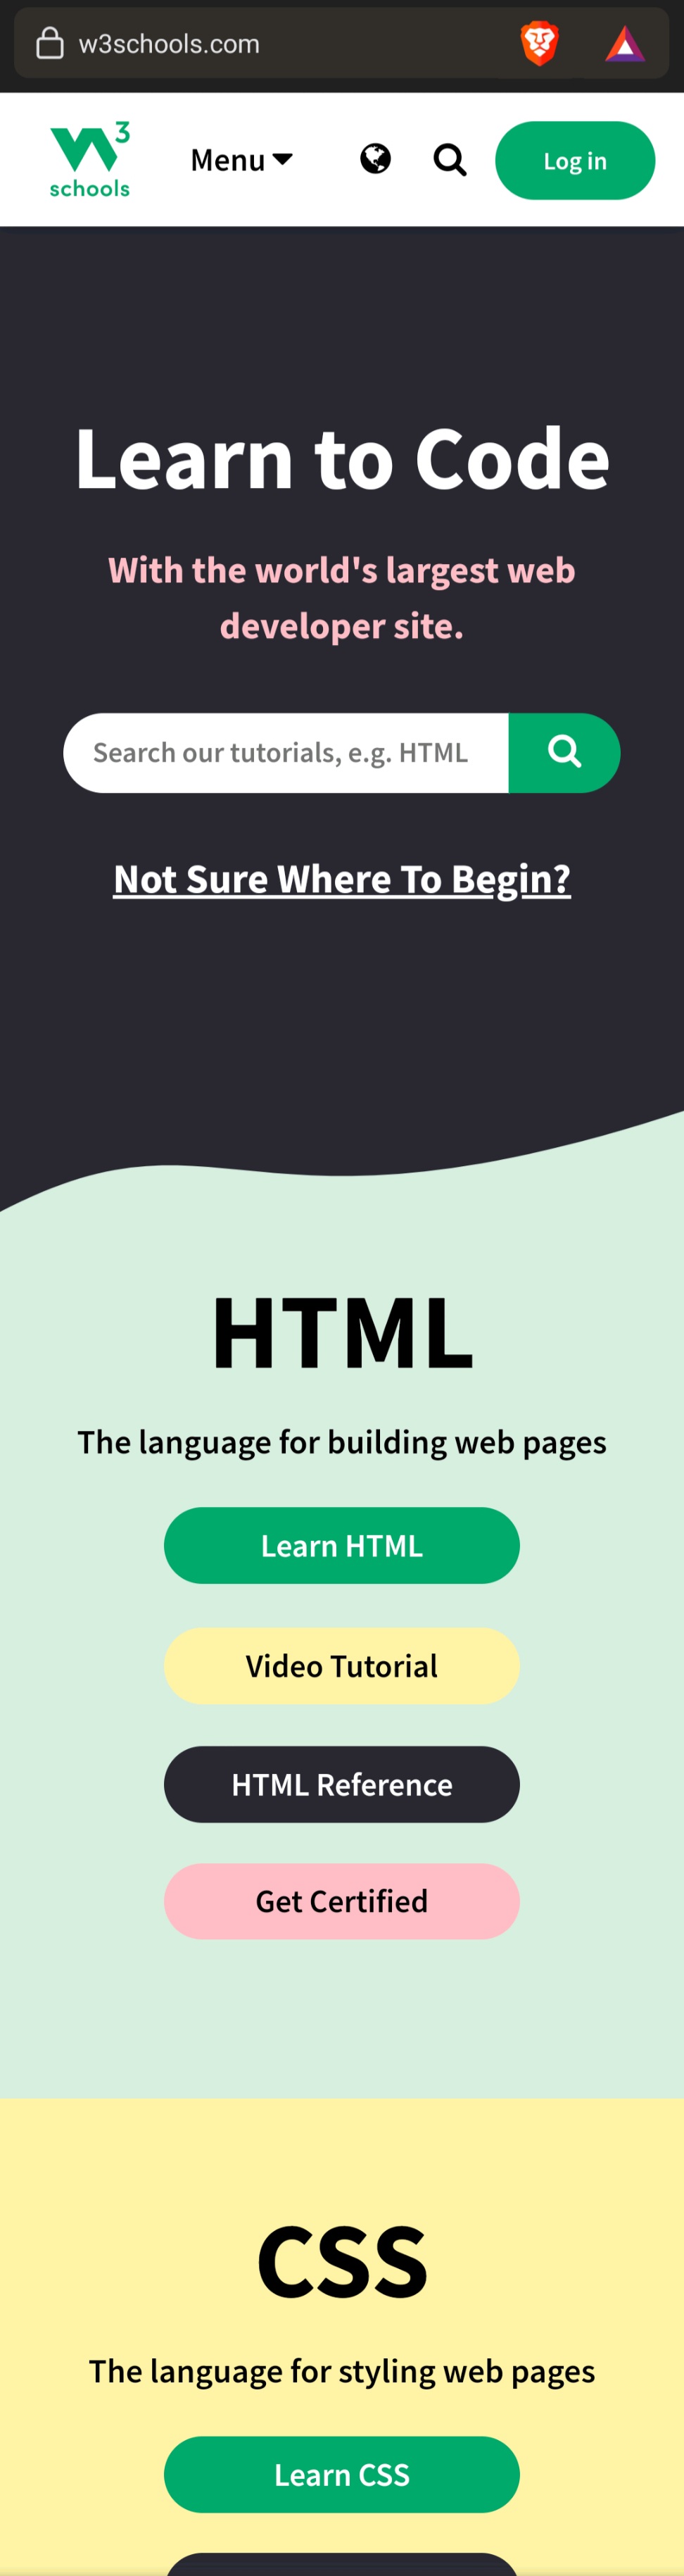 w3schools.com
W3
schools
Menu
Log in
Learn to Code
With the world's largest web
developer site.
Search our tutorials, e.g. HTML
Not Sure Where To Begin?
HTML
The language for building web pages
Learn HTML
Video Tutorial
HTML Reference
Get Certified
CSS
The language for styling web pages
Learn CSS